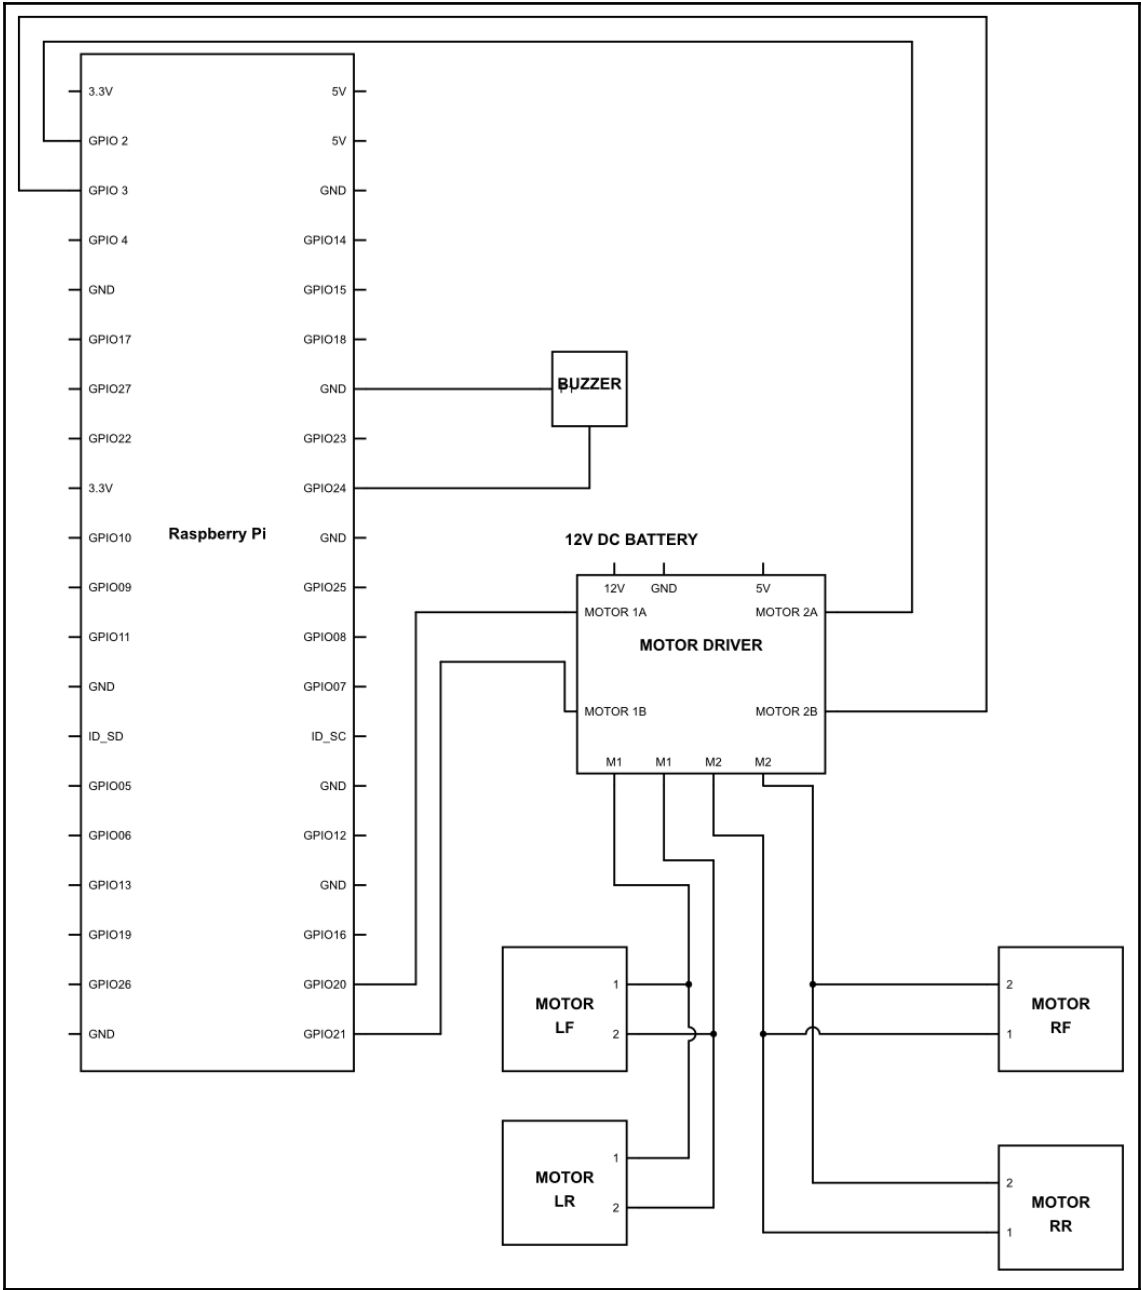 3.3V
5V
GPIO 2
5V
GPIO 3
GND
GPIO 4
GPIO14
GND
GPIO15
GPIO17
GPIO18
GPIO27
GND
BUZZER
GPIO22
GPIO23
3.3V
GPIO24
Raspberry Pi
GPIO10
GND
12V DC BATTERY
GPIO09
GPIO25
12V
GND
5V
MOTOR 1A
MOTOR 2A
GPIO11
GPIO08
MOTOR DRIVER
GND
GPIO07
MOTOR 1B
MOTOR 2B
ID_SD
ID_SC
M1
M1
M2
M2
GPIO05
GND
GPIO06
GPIO12
GPIO13
GND
GPIO19
GPIO16
GPIO26
GPIO20
GND
GPIO21
1
MOTOR
LF
2
2
MOTOR
RF
1
1
MOTOR
LR
2
2
MOTOR
RR
1